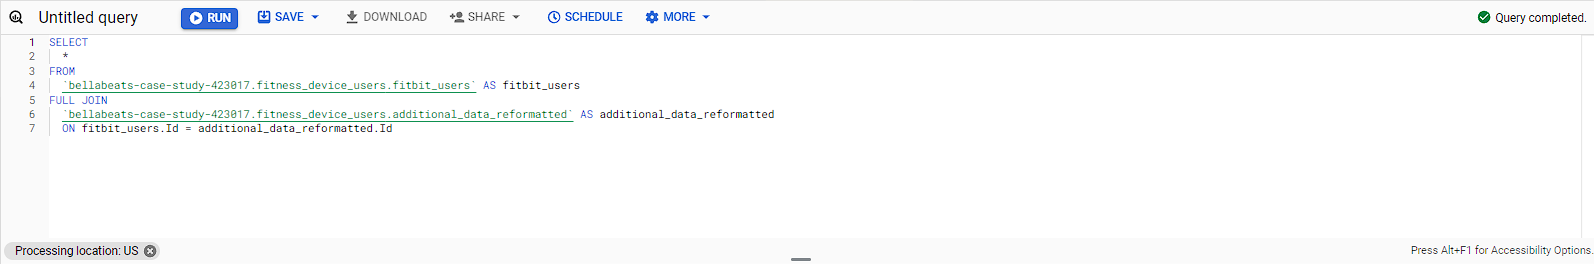 Untitled query RUN SAVE DOWNLOAD SHARE SCHEDULE MORE Query completed.
1 SELECT
2 *
3 FROM
4 `bellabeats-case-study-423017.fitness_device_users.fitbit_users` AS fitbit_users
5 FULL JOIN
6 `bellabeats-case-study-423017.fitness_device_users.additional_data_reformatted` AS additional_data_reformatted
7 ON fitbit_users.Id = additional_data_reformatted.Id
Processing location: US Press Alt+F1 for Accessibility Options.